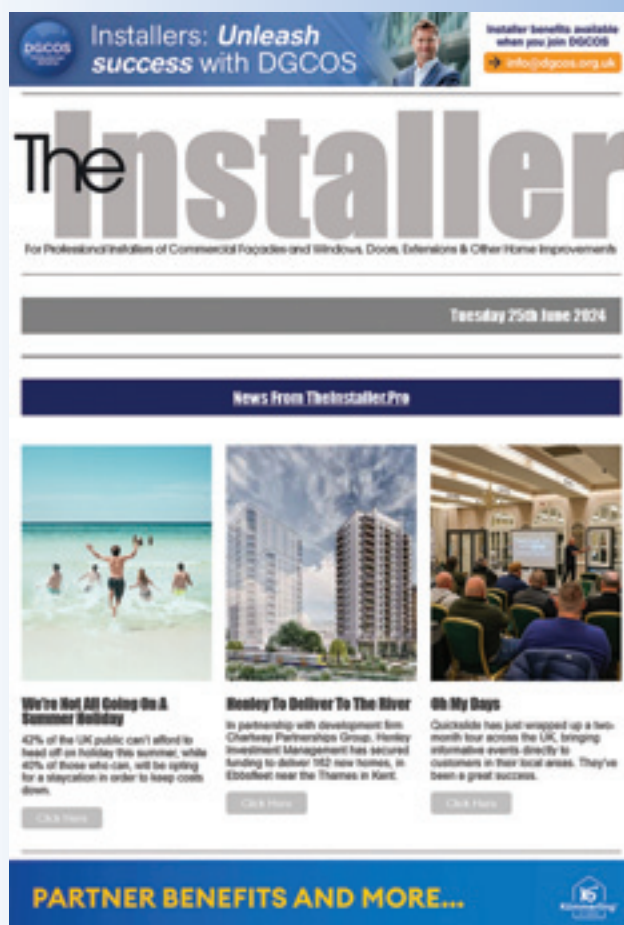 DGCOS
Installers: Unleash
success with DGCOS
Installer benefits available
when you join DGCOS
info@dgcos.org.uk
The Installer
For Professional Installers of Commercial Façades and Windows, Doors, Extensions & Other Home Improvements
Tuesday 25th June 2024
News From TheInstaller.Pro
We're Not All Going On A
Summer Holiday
42% of the UK public can't afford to
head off on holiday this summer, while
40% of those who can, will be opting
for a staycation in order to keep costs
down.
Click Here
Henley To Deliver To The River
In partnership with development firm
Chartway Partnerships Group, Henley
Investment Management has secured
funding to deliver 162 new homes, in
Ebbsfleet near the Thames in Kent.
Click Here
Oh My Days
Quickslide has just wrapped up a two-
month tour across the UK, bringing
informative events directly to
customers in their local areas. They've
been a great success.
Click Here
PARTNER BENEFITS AND MORE...
Kömmerling